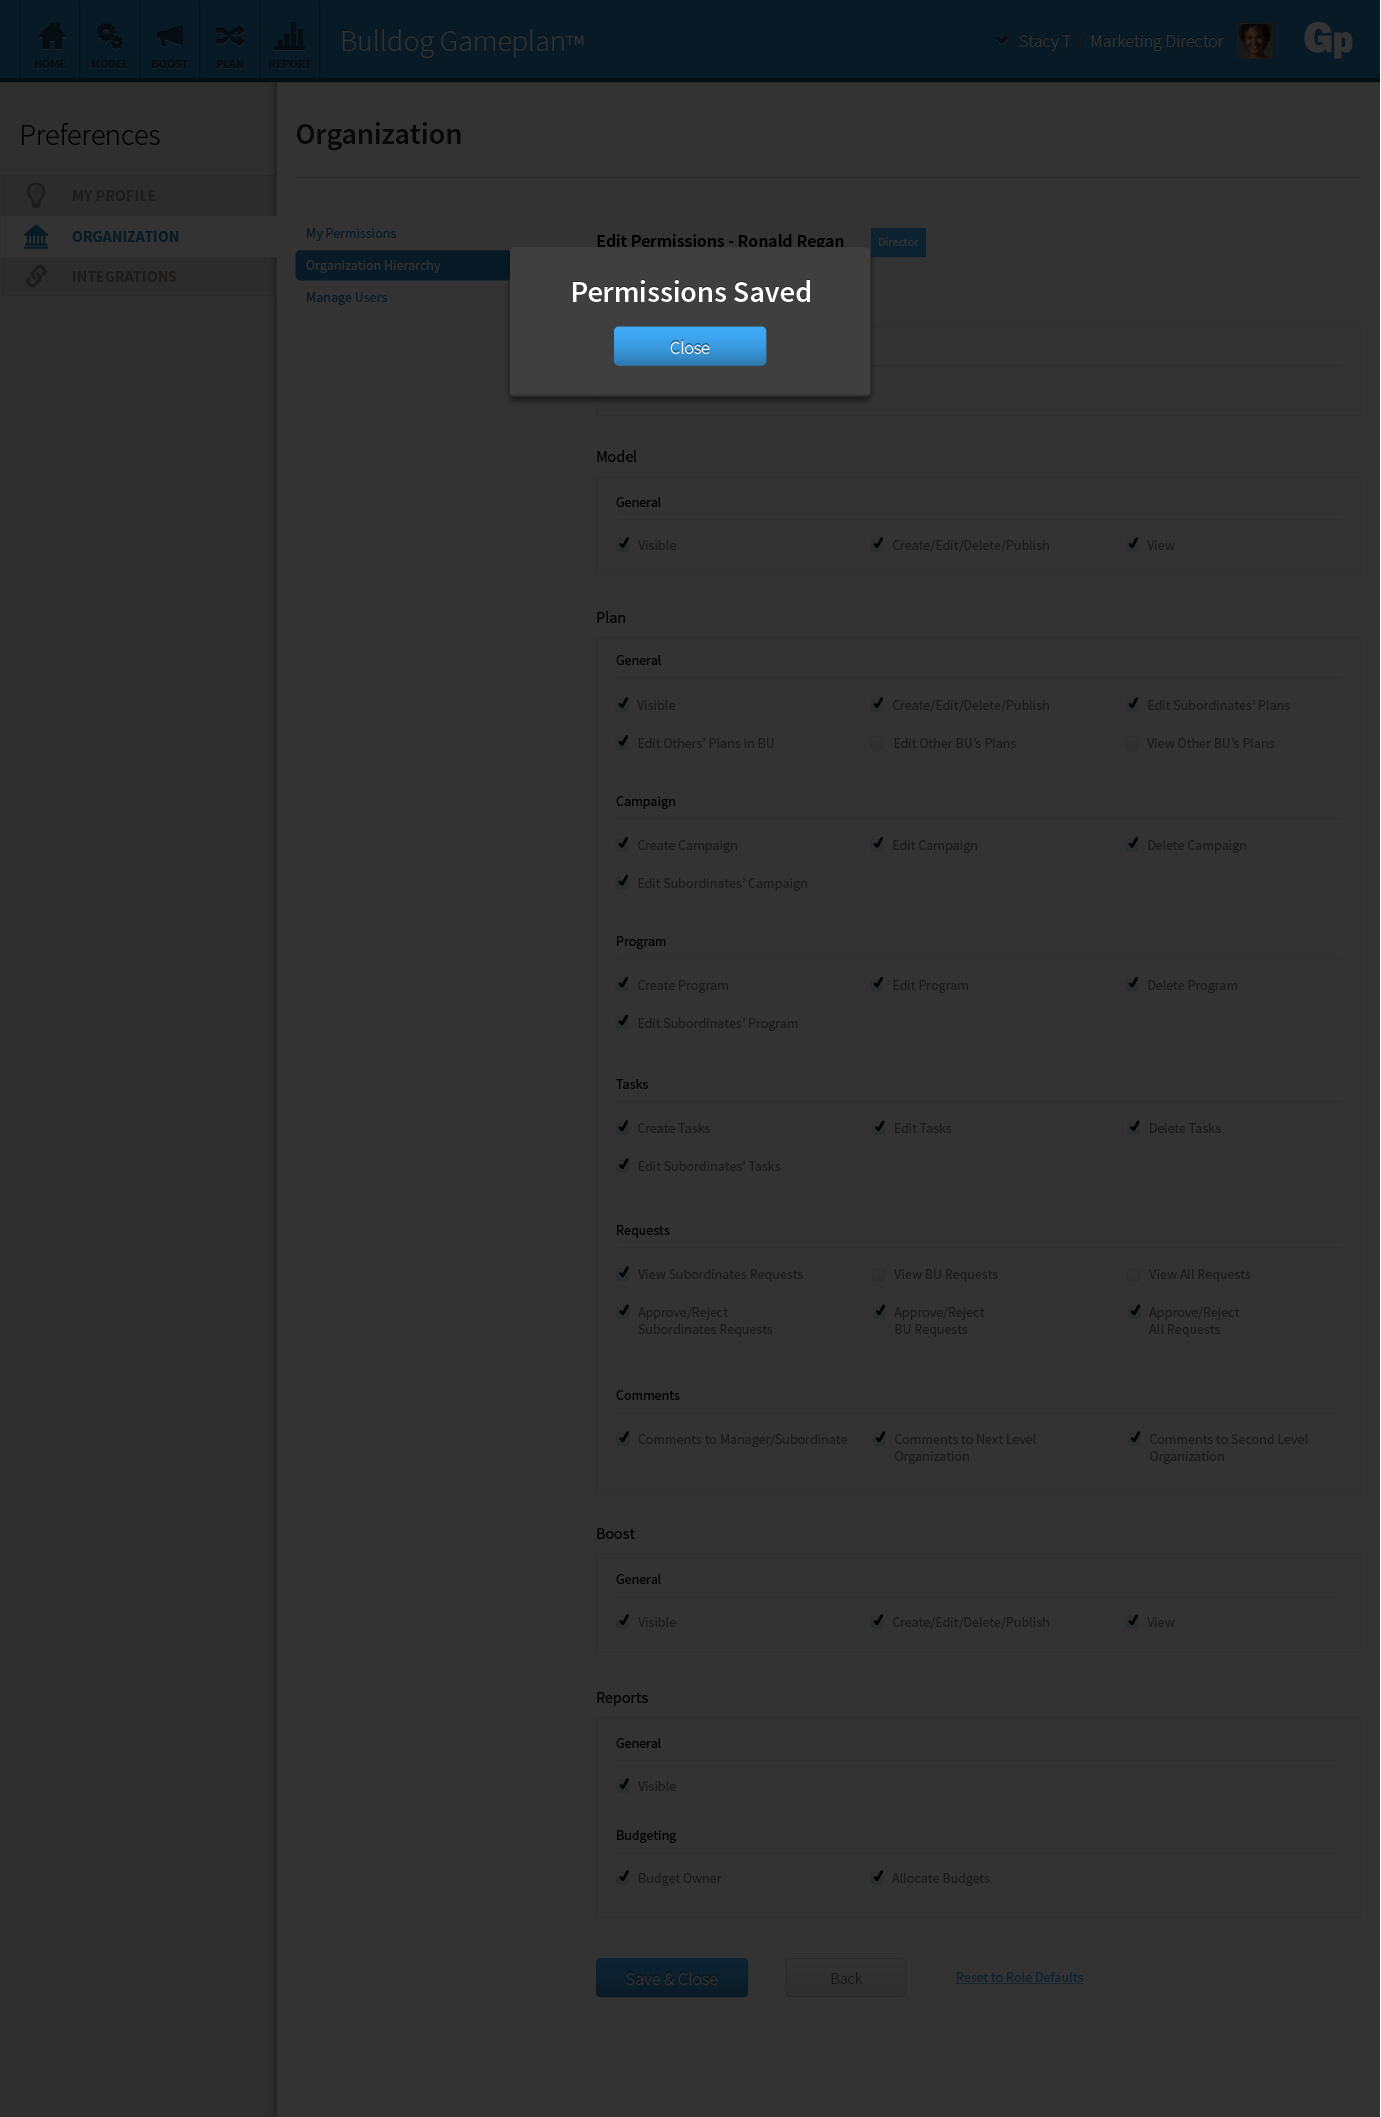 HOME
MODEL
BOOST
PLAN
REPORT
Bulldog Gameplan™
Stacy T | Marketing Director
Gp
Preferences
MY PROFILE
ORGANIZATION
INTEGRATIONS
Organization
My Permissions
Organization Hierarchy
Manage Users
Edit Permissions - Ronald Regan
Director
Permissions Saved
Close
Model
General
Visible
Create/Edit/Delete/Publish
View
Plan
General
Visible
Create/Edit/Delete/Publish
Edit Subordinates' Plans
Edit Others' Plans in BU
Edit Other BU's Plans
View Other BU's Plans
Campaign
Create Campaign
Edit Campaign
Delete Campaign
Edit Subordinates' Campaign
Program
Create Program
Edit Program
Delete Program
Edit Subordinates' Program
Tasks
Create Tasks
Edit Tasks
Delete Tasks
Edit Subordinates' Tasks
Requests
View Subordinates Requests
View BU Requests
View All Requests
Approve/Reject
Subordinates Requests
Approve/Reject
BU Requests
Approve/Reject
All Requests
Comments
Comments to Manager/Subordinate
Comments to Next Level
Organization
Comments to Second Level
Organization
Boost
General
Visible
Create/Edit/Delete/Publish
View
Reports
General
Visible
Budgeting
Budget Owner
Allocate Budgets
Save & Close
Back
Reset to Role Defaults